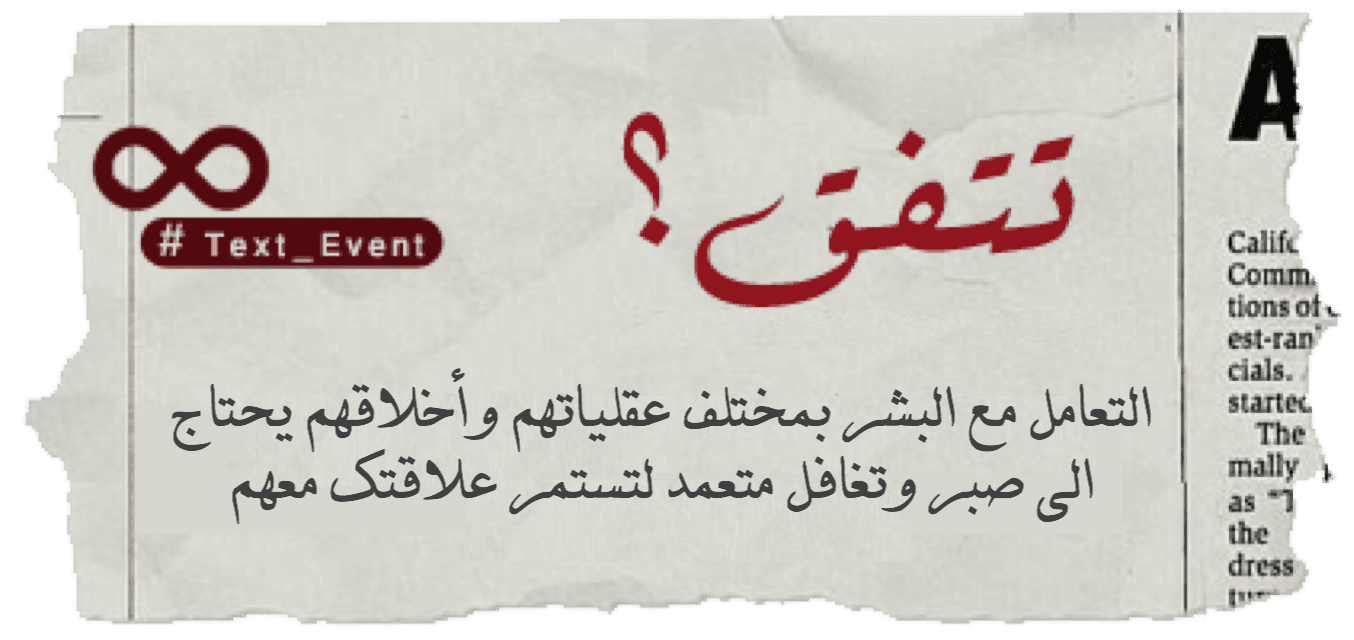 تتفق ؟
# Text_Event
التعامل مع البشر بمختلف عقلياتهم وأخلاقهم يحتاج
الى صبر وتغافل متعمد لتستمر علاقتك معهم
A
Califo
Comm
tions of
est-ran
cials.
started
The
mally
as "T
the
dress